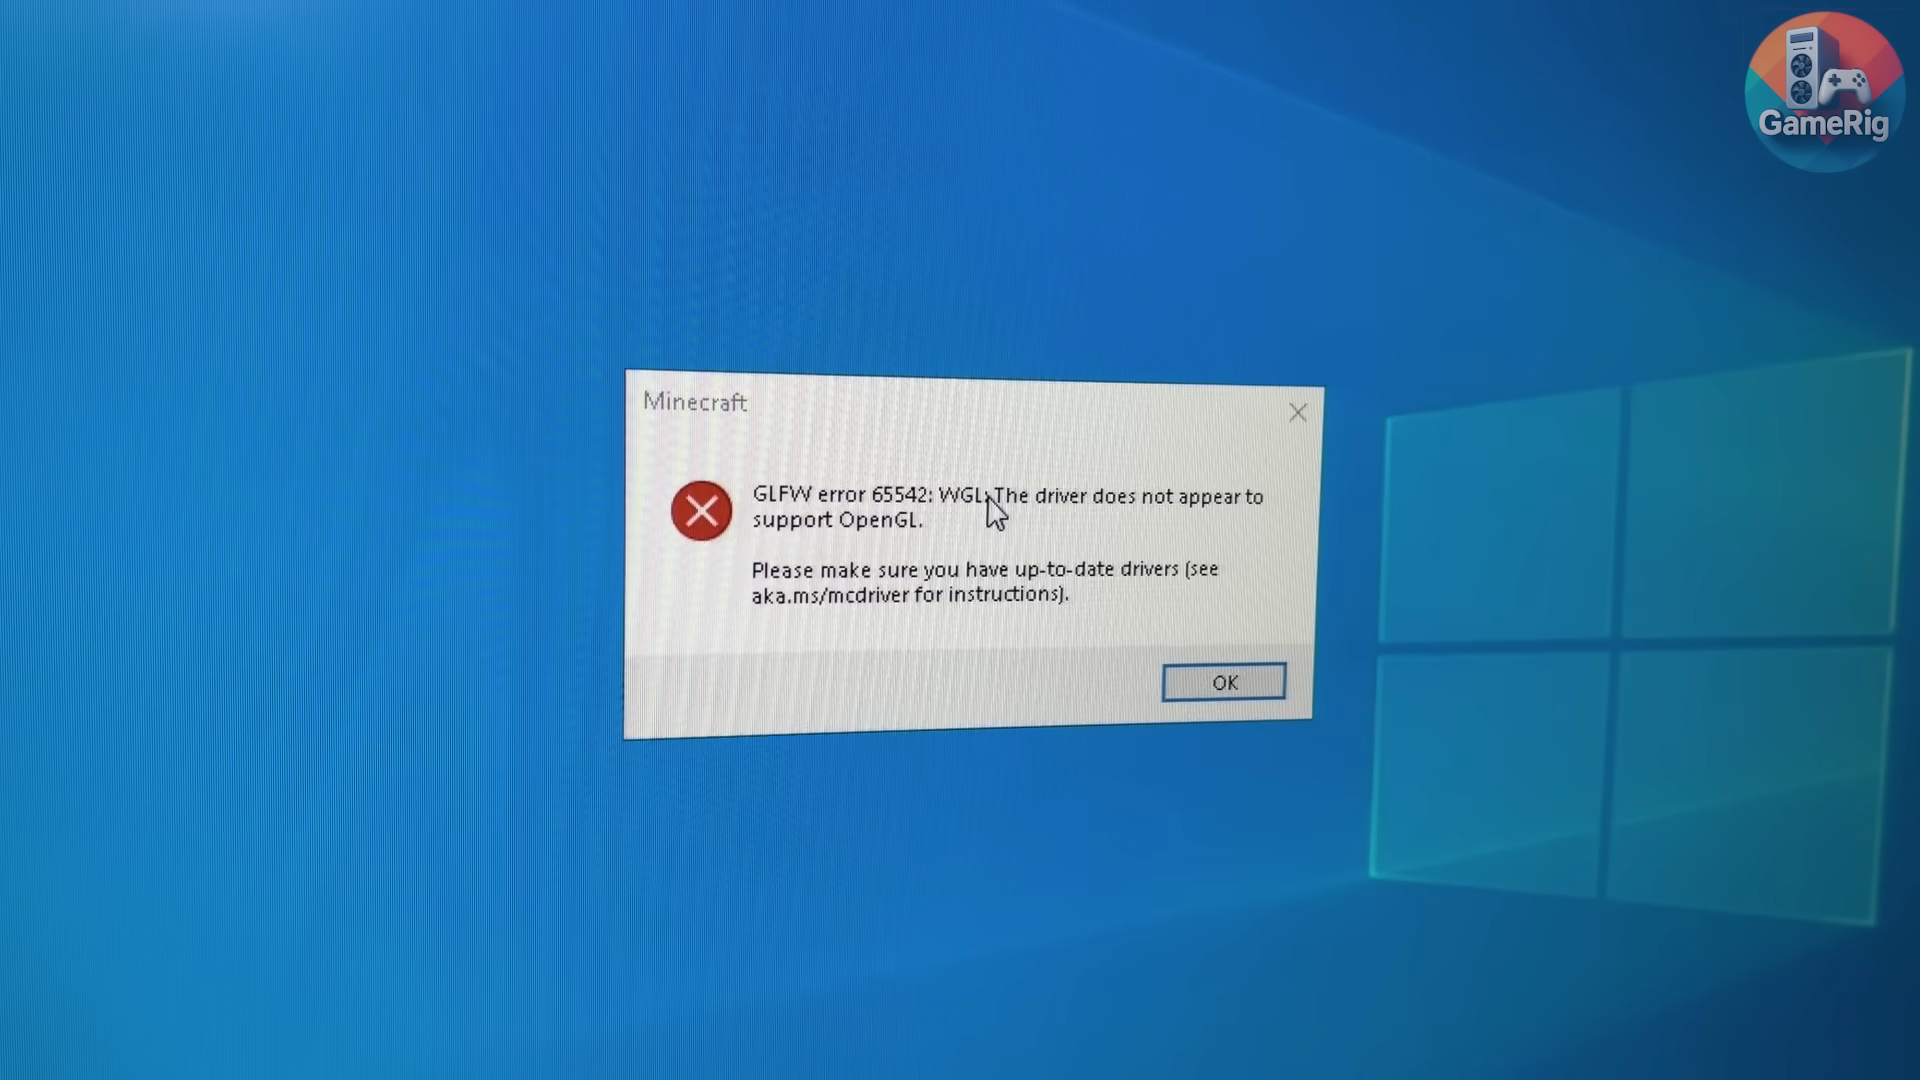 GameRig
Minecraft
GLFW error 65542: WGL: The driver does not appear to
support OpenGL.
Please make sure you have up-to-date drivers (see
aka.ms/mcdriver for instructions).
OK